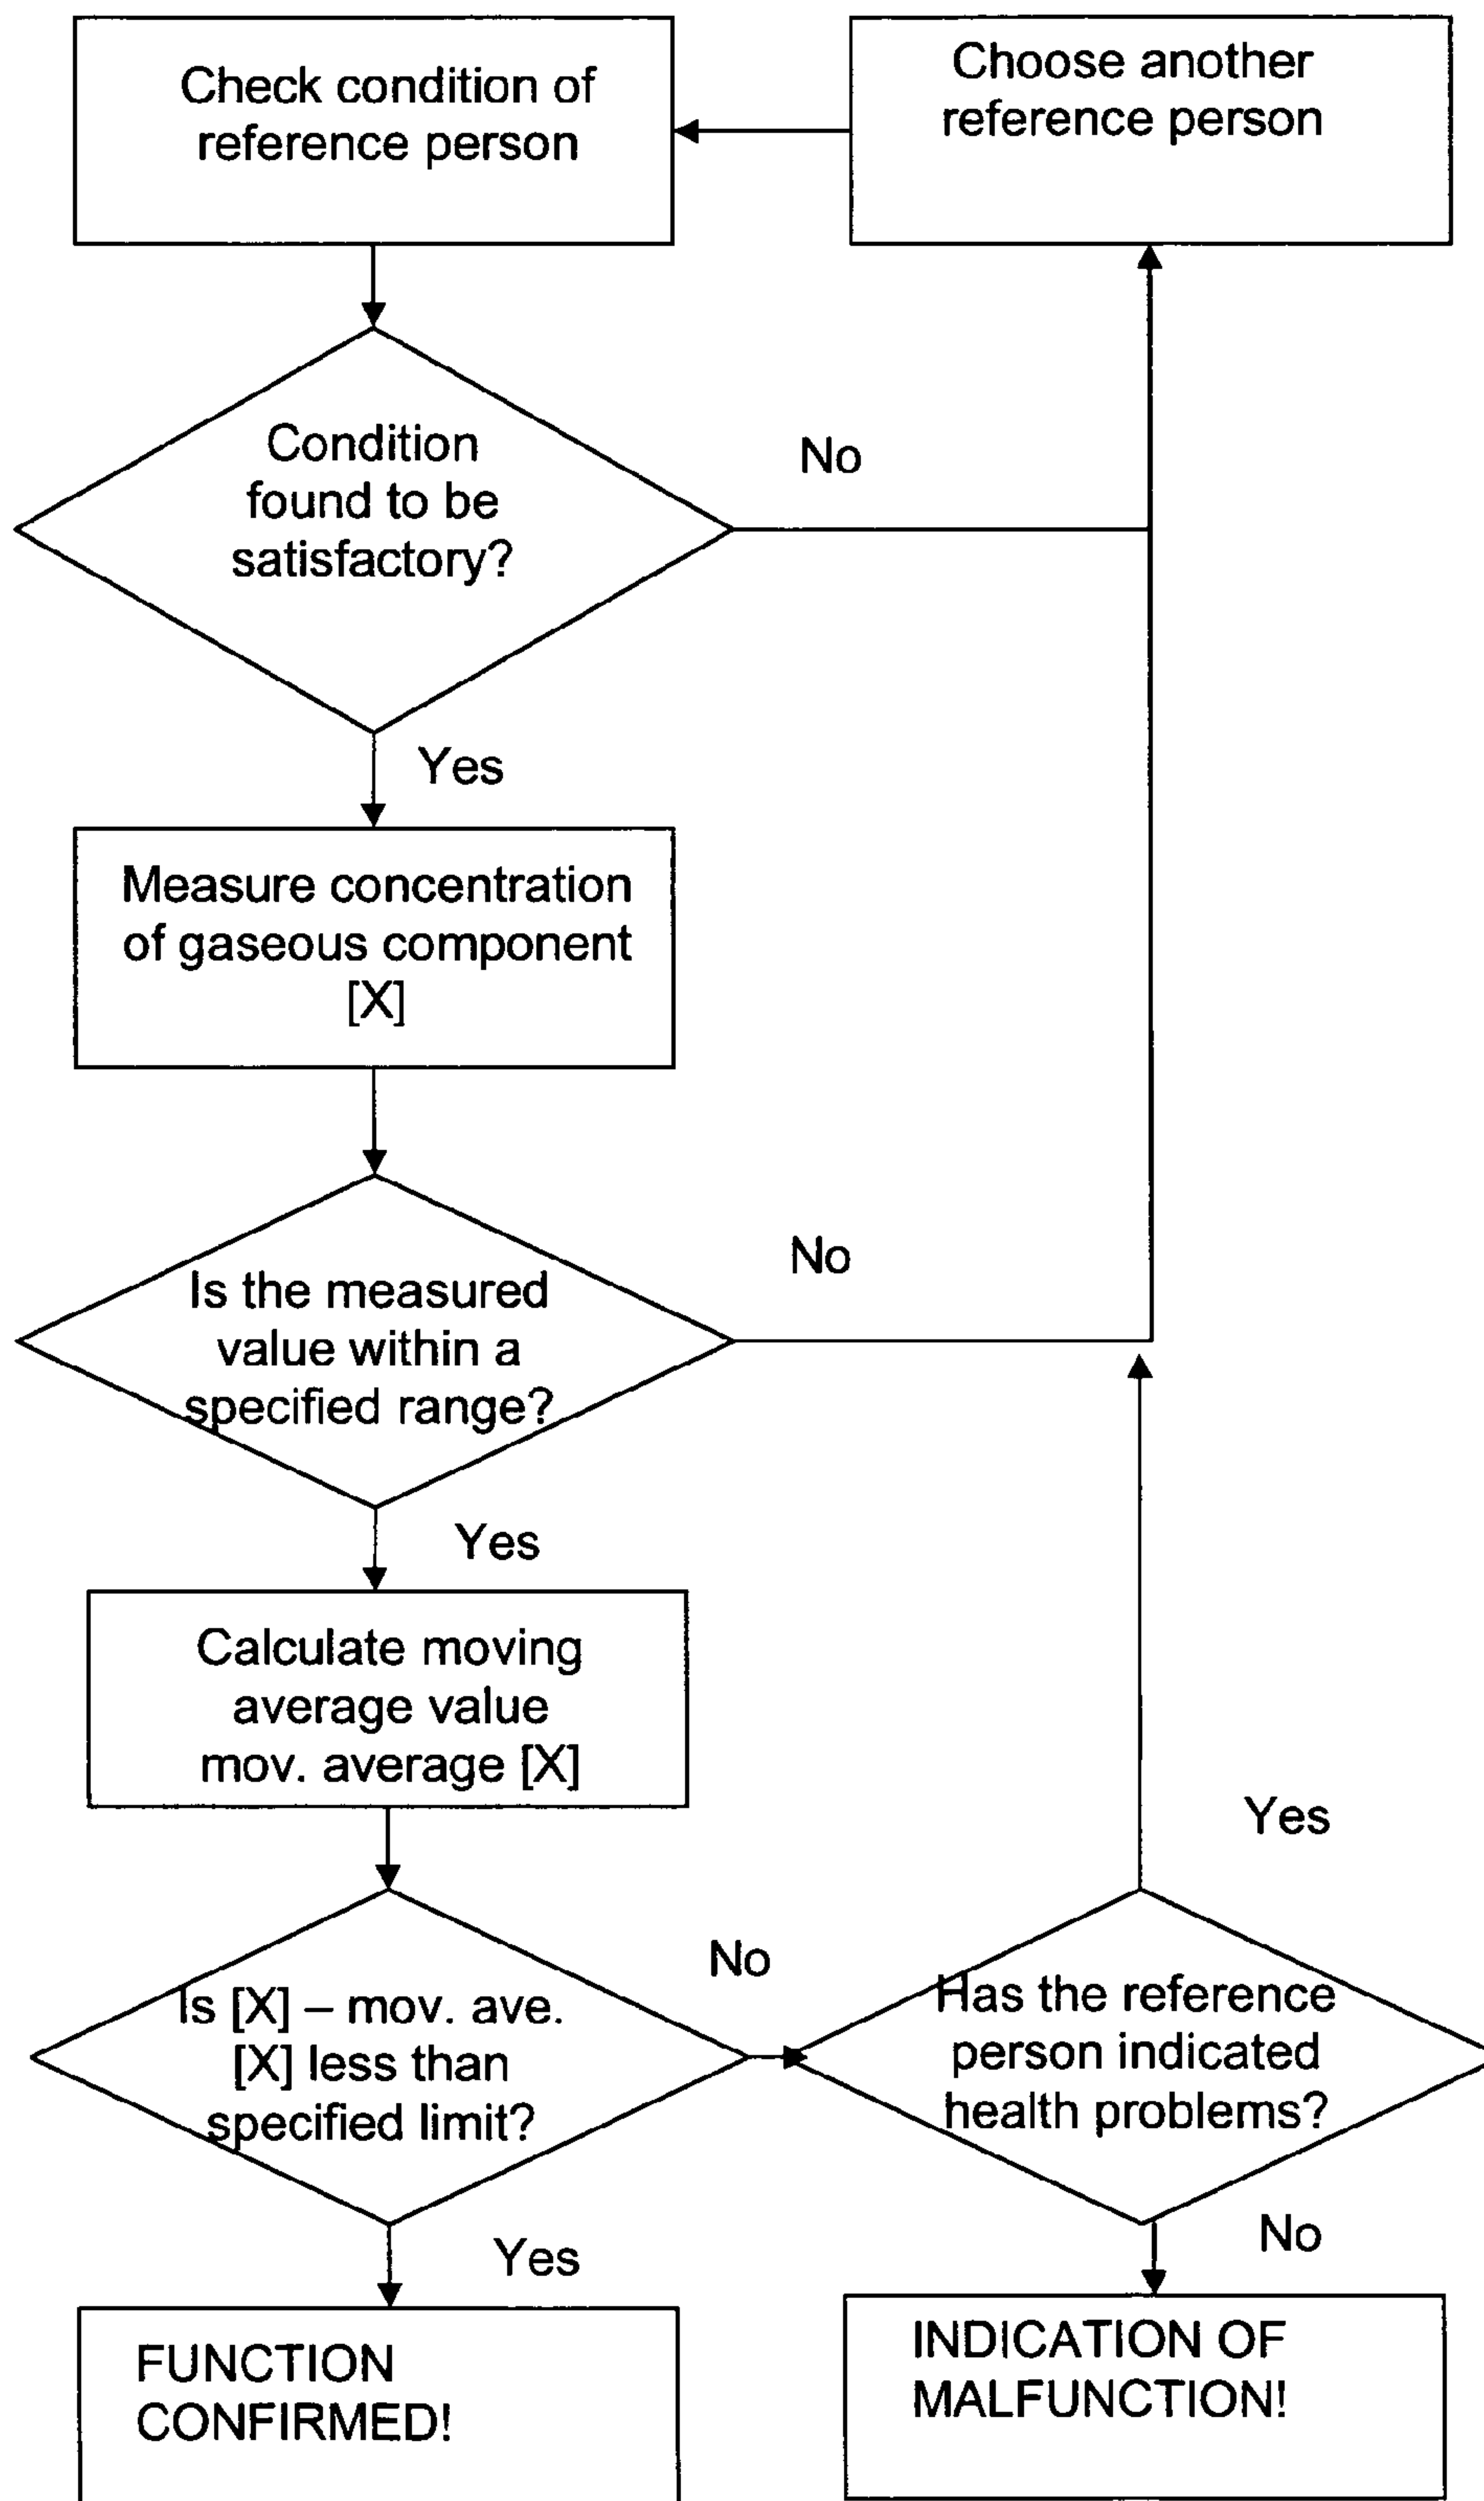 Check condition of
reference person
Choose another
reference person
Condition
found to be
satisfactory?
No
Yes
Measure concentration
of gaseous component
[X]
Is the measured
value within a
specified range?
No
Yes
Calculate moving
average value
mov. average [X]
Yes
Is [X] – mov. ave.
[X] less than
specified limit?
No
Has the reference
person indicated
health problems?
Yes
No
FUNCTION
CONFIRMED!
INDICATION OF
MALFUNCTION!